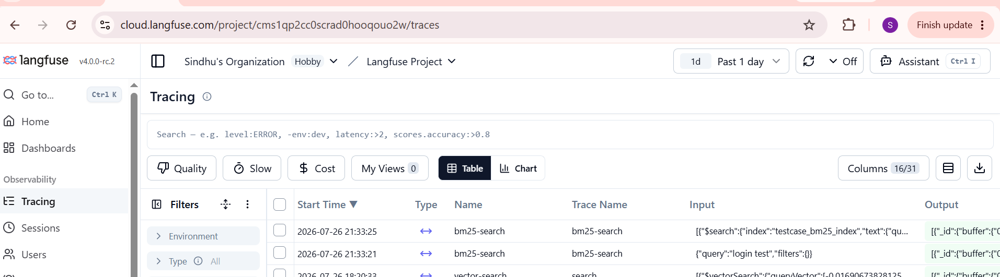 cloud.langfuse.com/project/cms1qp2cc0scrad0hooqouo2w/traces
S
Finish update
langfuse v4.0.0-rc.2
Sindhu's Organization Hobby
Langfuse Project
1d Past 1 day
Off
Assistant Ctrl I
Go to... Ctrl K
Tracing
Home
Search — e.g. level:ERROR, -env:dev, latency:>2, scores.accuracy:>0.8
Dashboards
Quality Slow Cost My Views 0 Table Chart Columns 16/31
Observability
Tracing
Sessions
Users
Filters
Environment
Type All
Start Time Type Name Trace Name Input Output
2026-07-26 21:33:25 bm25-search bm25-search [{"$search":{"index":"testcase_bm25_index","text":{"qu... [{"_id":{"buffer":{"0
2026-07-26 21:33:21 bm25-search bm25-search {"query":"login test","filters":{}} [{"_id":{"buffer":{"0
2026-07-26 18:20:33 vector-search search [{"$vectorSearch":{"queryVector":[-0.01690673828125 [{"_id":{"buffer":{"0